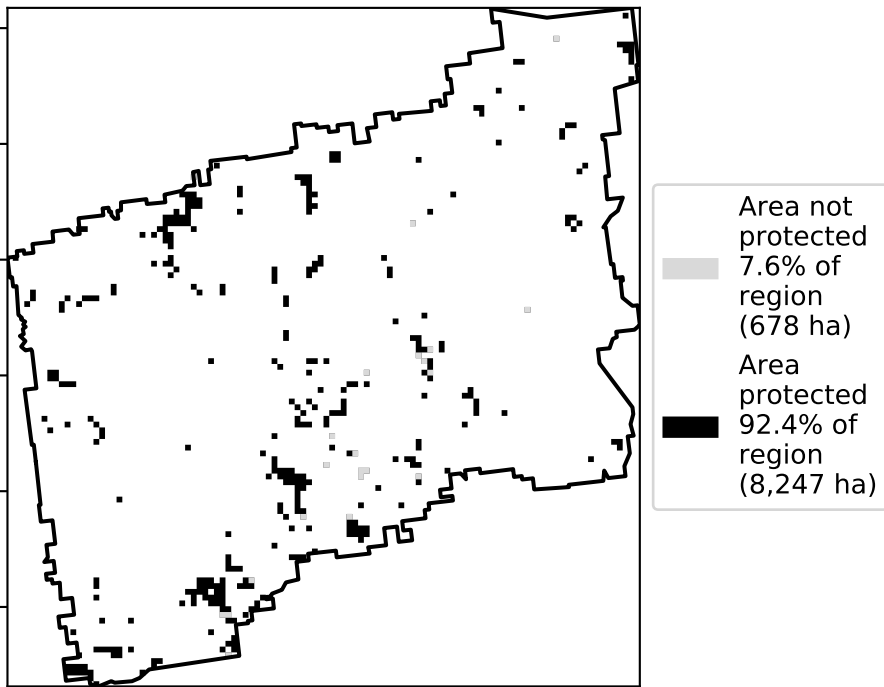 Area not
protected
7.6% of
region
(678 ha)
Area
protected
92.4% of
region
(8,247 ha)